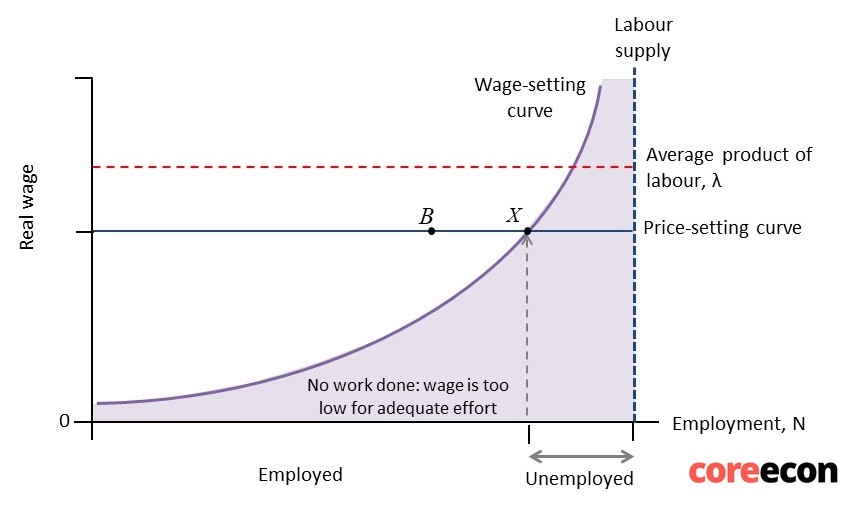 Labour
supply
Wage-setting
curve
Average product of
labour, λ
Real wage
B
X
Price-setting curve
No work done: wage is too
low for adequate effort
0
Employment, N
Employed
Unemployed
coreecon